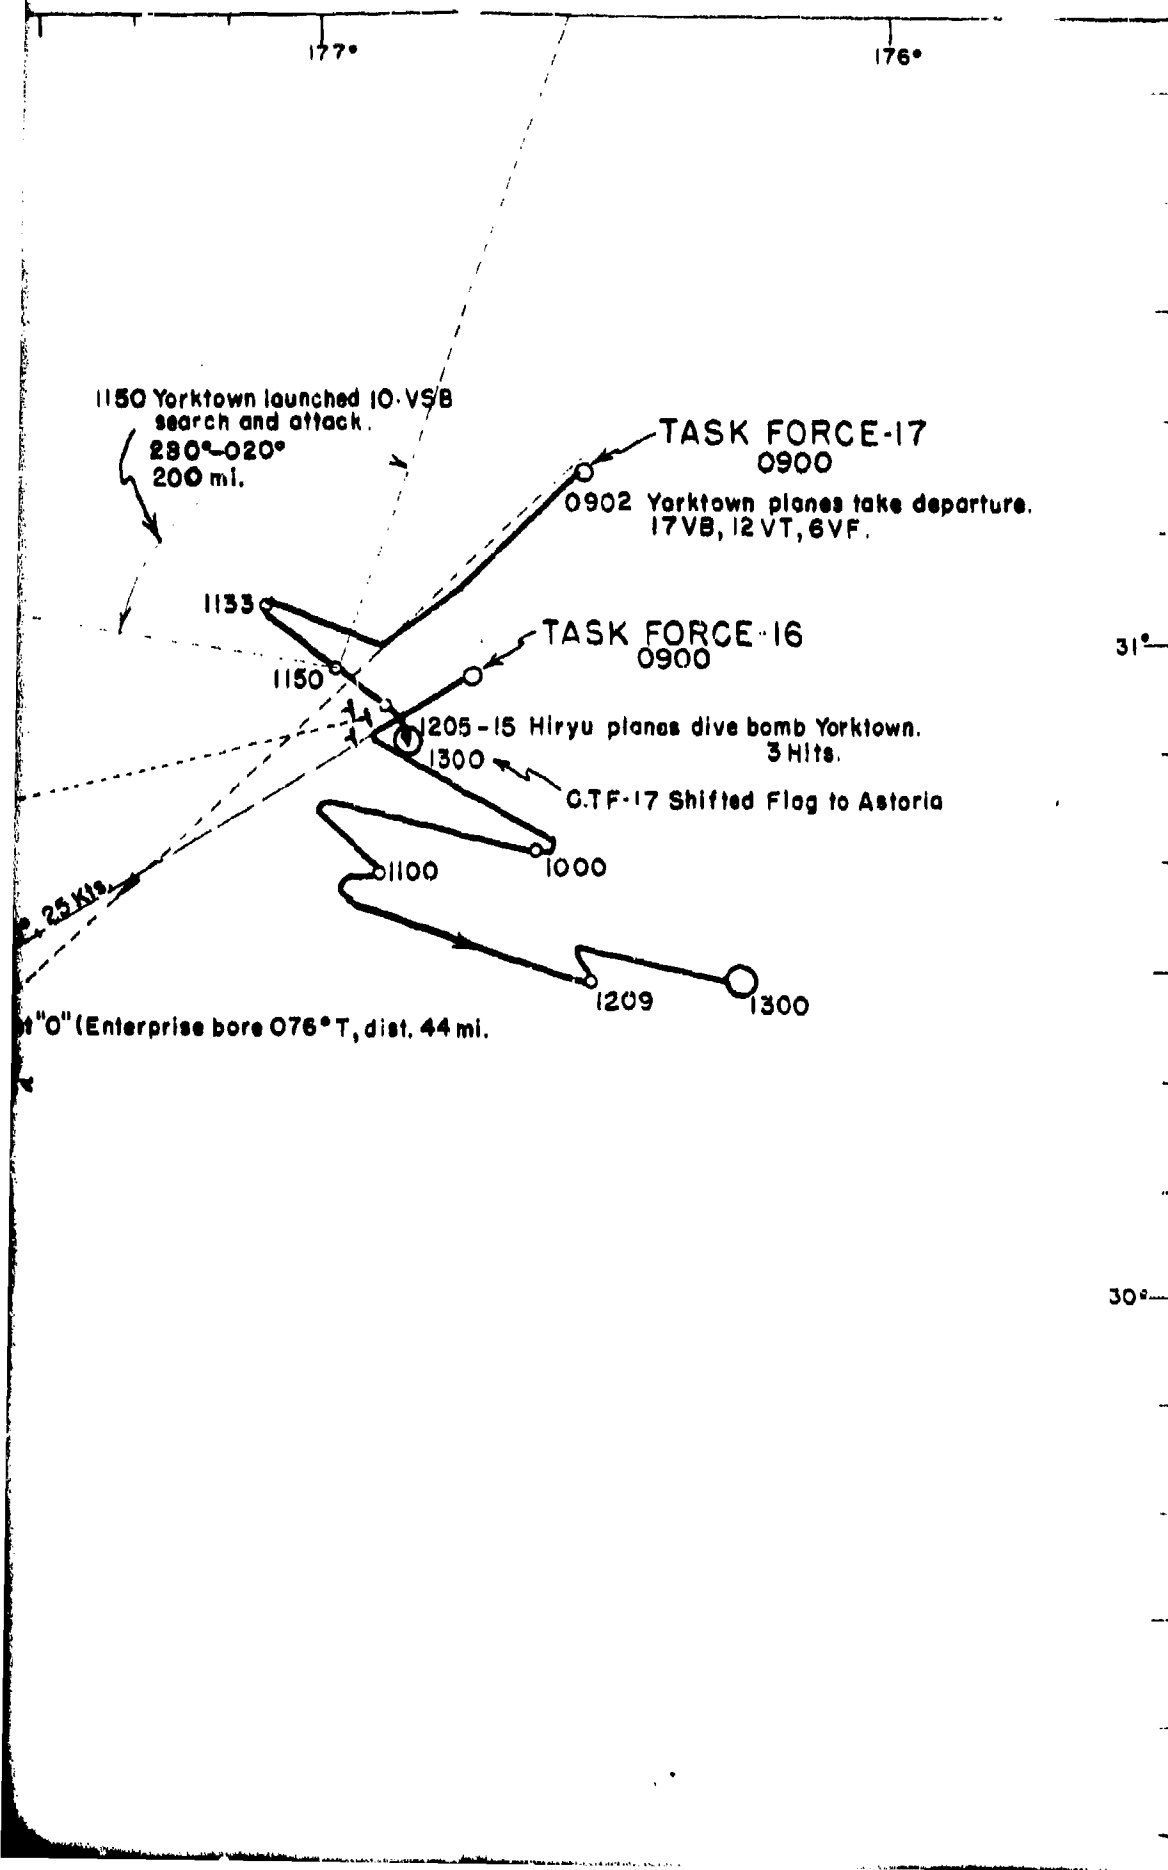 177°
176°
1150 Yorktown launched 10 VSB
search and attack.
280°-020°
200 mi.
TASK FORCE-17
0900
0902 Yorktown planes take departure.
17VB, 12VT, 6VF.
1133
TASK FORCE-16
0900
31°
1150
1205-15 Hiryu planes dive bomb Yorktown.
3 Hits.
1300
C.TF-17 Shifted Flag to Astoria
1000
1100
25 Kts.
1209
1300
"O" (Enterprise bore 076° T, dist. 44 mi.
30°